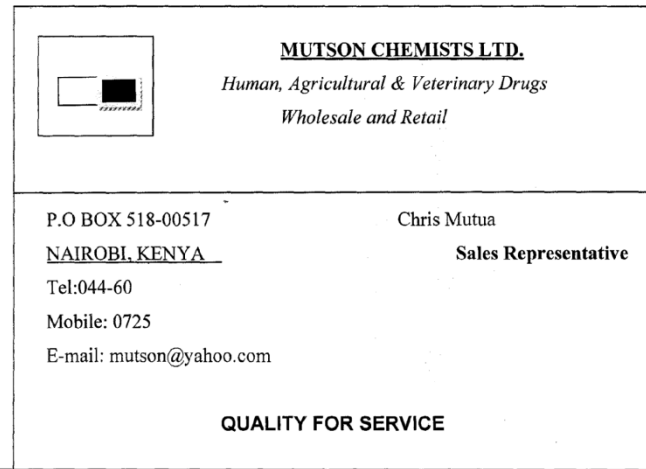 MUTSON CHEMISTS LTD.
Human, Agricultural & Veterinary Drugs
Wholesale and Retail
P.O BOX 518-00517
Chris Mutua
NAIROBI, KENYA
Sales Representative
Tel:044-60
Mobile: 0725
E-mail: mutson@yahoo.com
QUALITY FOR SERVICE